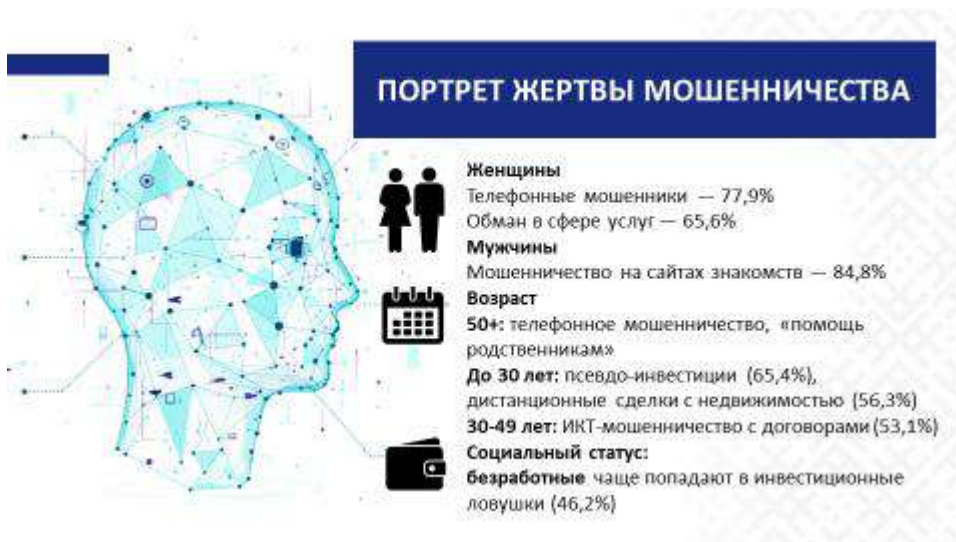 ПОРТРЕТ ЖЕРТВЫ МОШЕННИЧЕСТВА
Женщины
Телефонные мошенники — 77,9%
Обман в сфере услуг — 65,6%
Мужчины
Мошенничество на сайтах знакомств — 84,8%
Возраст
50+: телефонное мошенничество, «помощь
родственникам»
До 30 лет: псевдо-инвестиции (65,4%),
дистанционные сделки с недвижимостью (56,3%)
30-49 лет: ИКТ-мошенничество с договорами (53,1%)
Социальный статус:
безработные чаще попадают в инвестиционные
ловушки (46,2%)